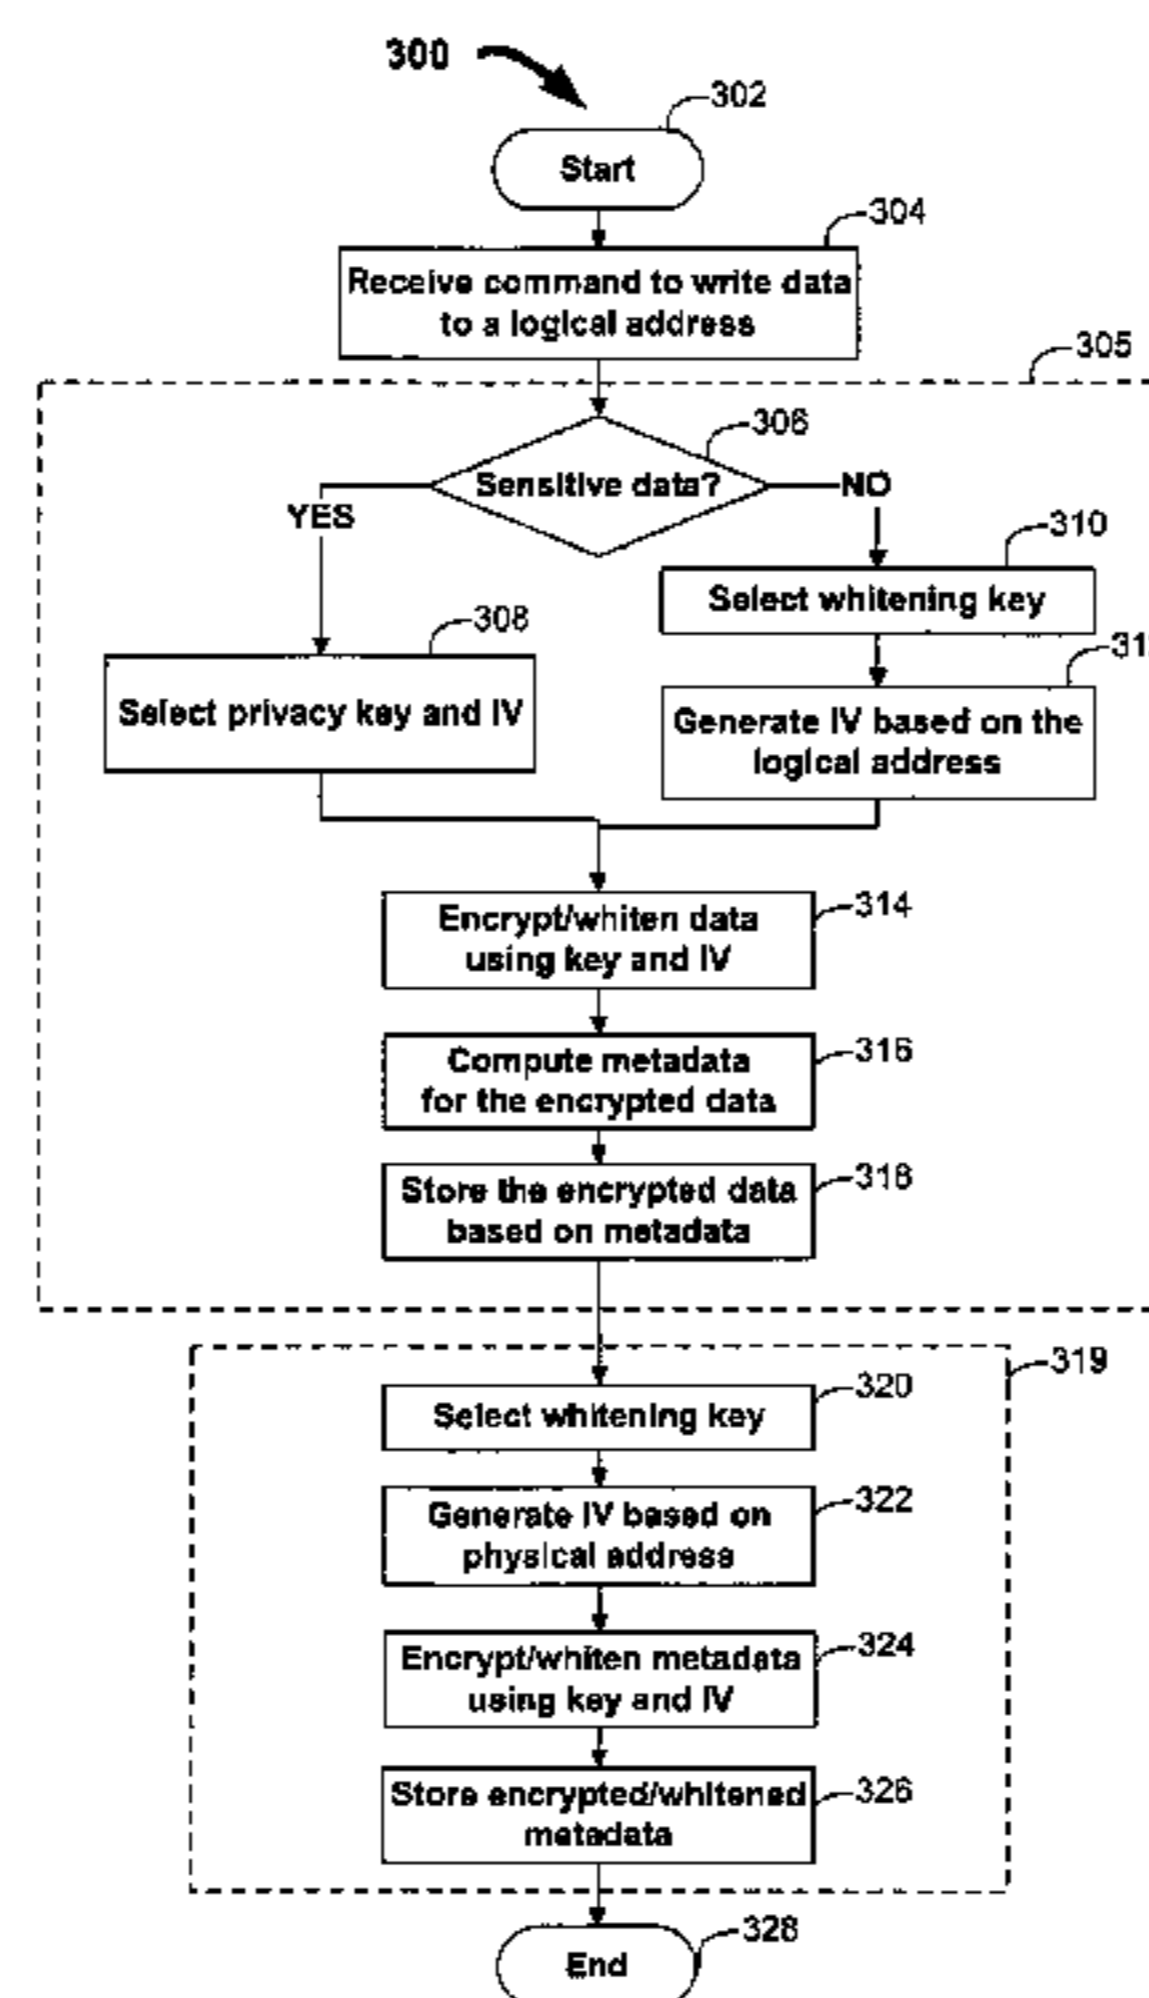 300
302
Start
304
Receive command to write data
to a logical address
305
306
Sensitive data?
YES
NO
310
Select whitening key
308
Select privacy key and IV
Generate IV based on the
logical address
314
Encrypt/whiten data
using key and IV
316
Compute metadata
for the encrypted data
318
Store the encrypted data
based on metadata
319
320
Select whitening key
322
Generate IV based on
physical address
324
Encrypt/whiten metadata
using key and IV
326
Store encrypted/whitened
metadata
328
End